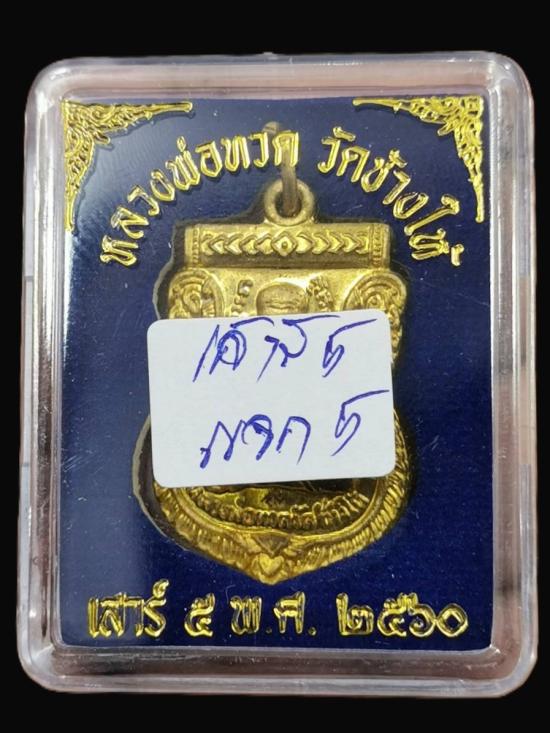 หลวงพ่อทวด วัดช้างให้
เสาร์ ๕
เสาร์ ๕ พ.ศ. ๒๕๖๐